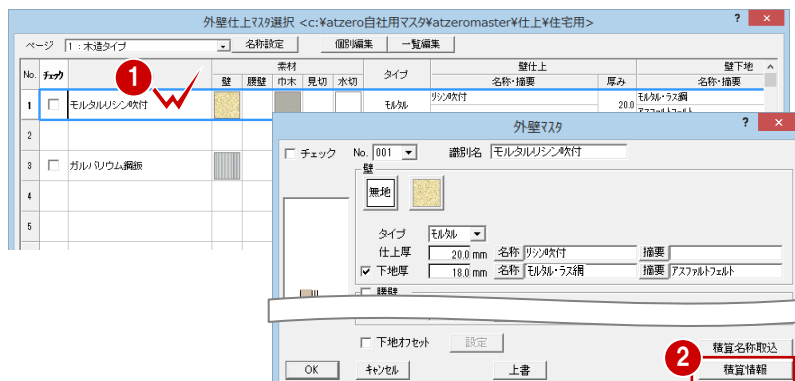 外壁仕上ﾏｽﾀ選択 <c:¥atzero自社用マスタ¥atzeromaster¥仕上¥住宅用> ? ×
ページ 1：木造タイプ 名称設定 個別編集 一覧編集
No. ﾁｪｯｸ 素材 タイプ 壁仕上 壁下地
壁 腰壁 巾木 見切 水切 名称・摘要 厚み 名称・摘要
1 モルタルリシン吹付 ﾓﾙﾀﾙ ﾘｼﾝ吹付 20.0 ﾓﾙﾀﾙ・ﾗｽ網
ｱｽﾌｧﾙﾄﾌｪﾙﾄ
2
3 ガルバリウム鋼鈑
4
5
1
外壁ﾏｽﾀ ? ×
チェック No. 001 識別名 モルタルリシン吹付
壁
無地
タイプ ﾓﾙﾀﾙ
仕上厚 20.0 mm 名称 ﾘｼﾝ吹付 摘要
下地厚 18.0 mm 名称 ﾓﾙﾀﾙ・ﾗｽ網 摘要 ｱｽﾌｧﾙﾄﾌｪﾙﾄ
腰壁
下地ｵﾌｾｯﾄ 設定 積算名称取込
2
OK ｷｬﾝｾﾙ 上書 積算情報